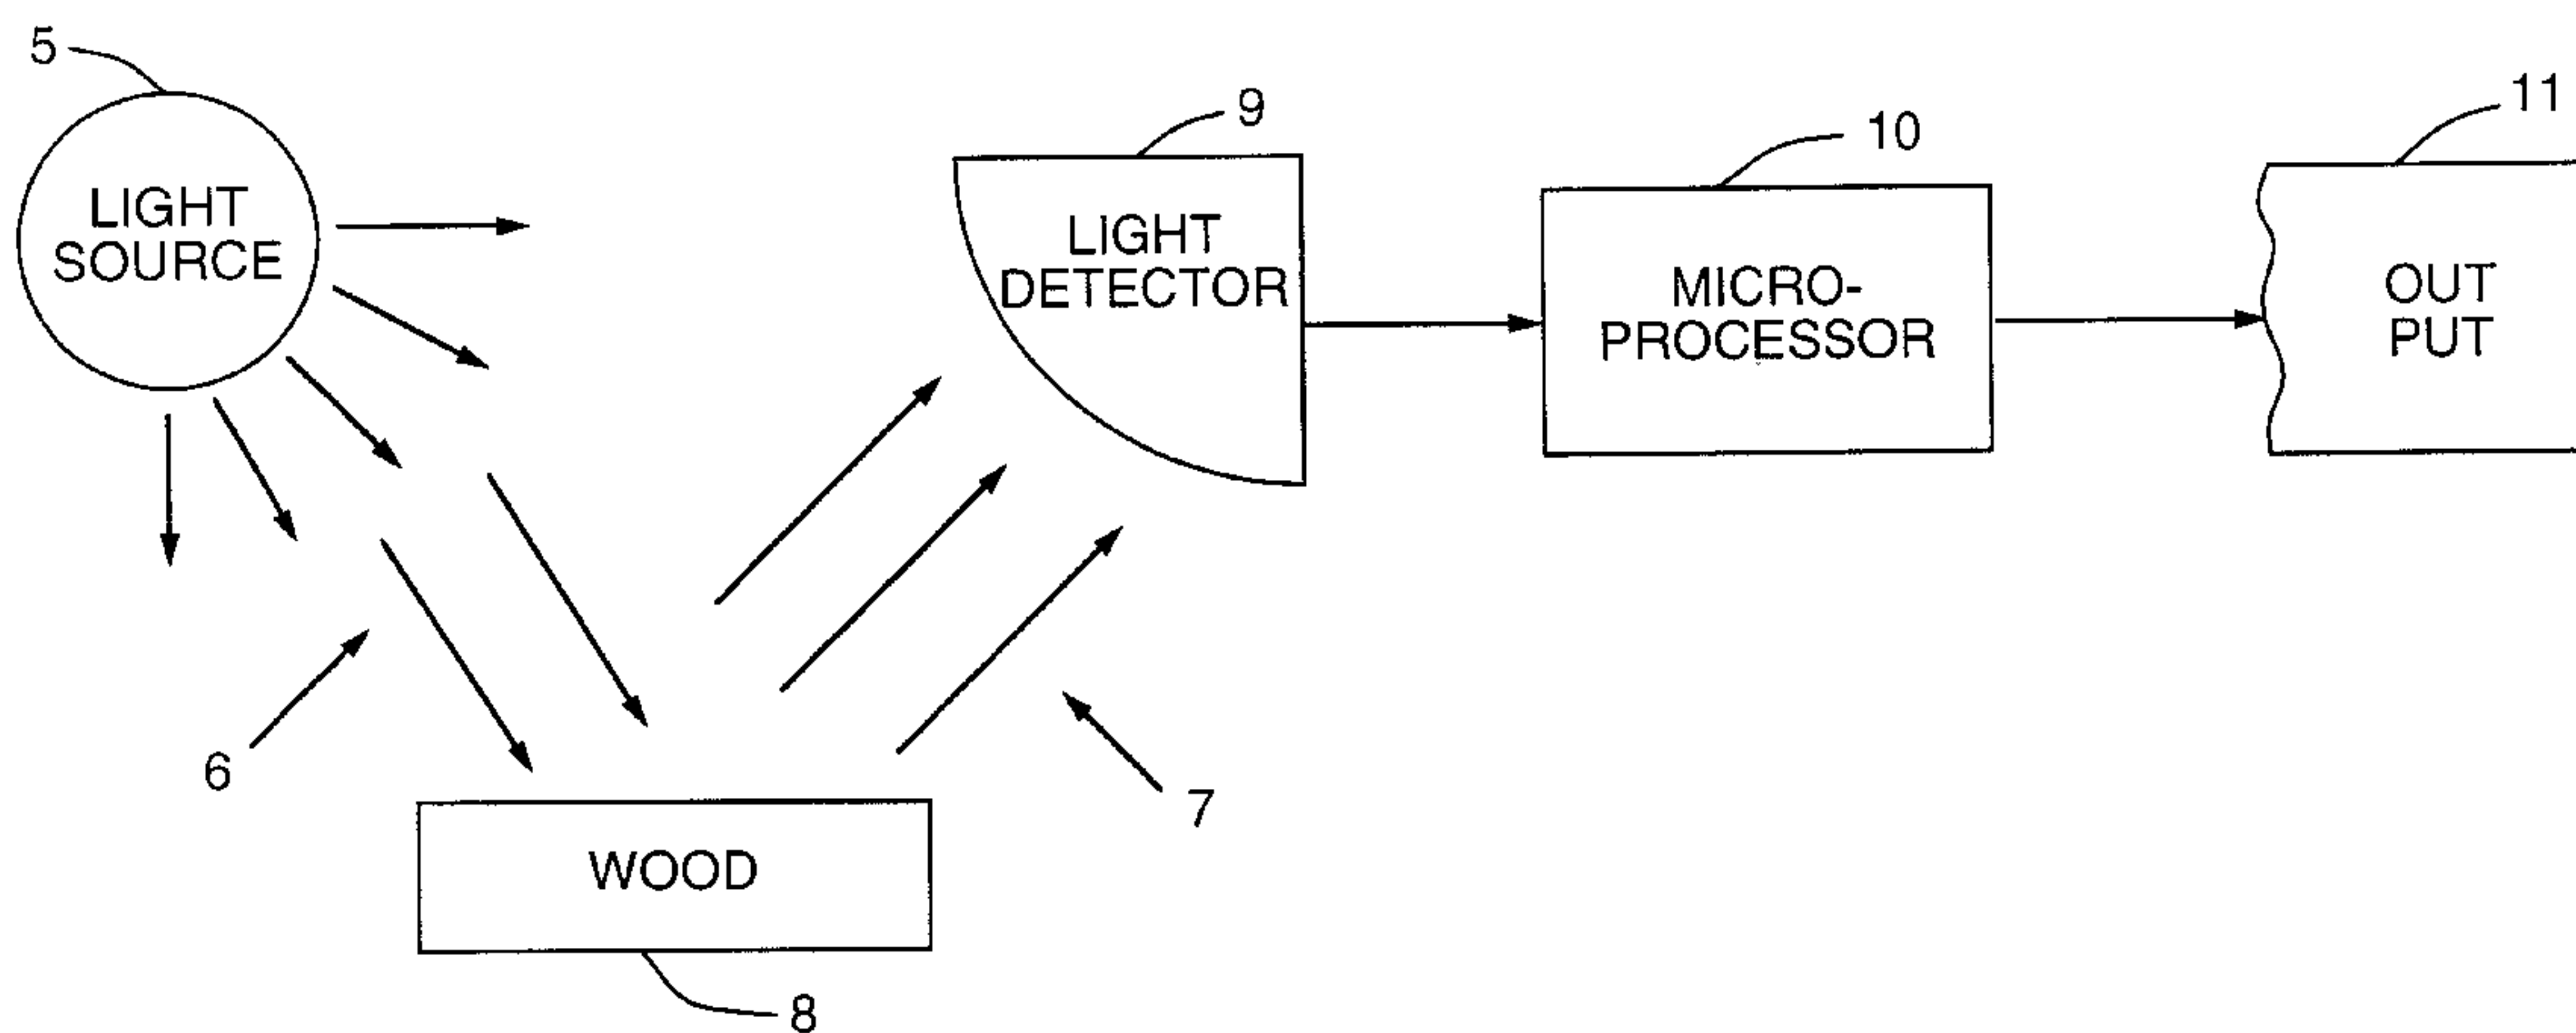 5
LIGHT
SOURCE
9
LIGHT
DETECTOR
10
MICRO-
PROCESSOR
11
OUT
PUT
6
7
WOOD
8